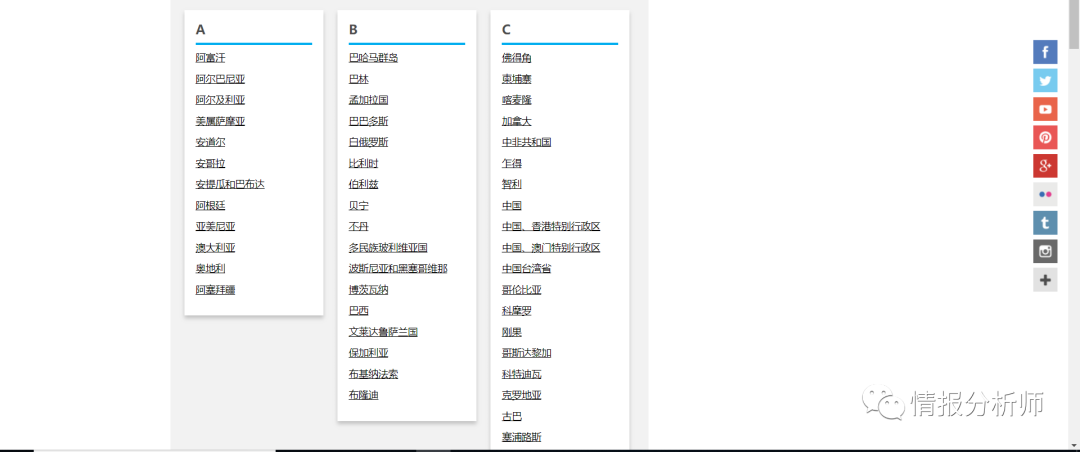 A
阿富汗
阿尔巴尼亚
阿尔及利亚
美属萨摩亚
安道尔
安哥拉
安提瓜和巴布达
阿根廷
亚美尼亚
澳大利亚
奥地利
阿塞拜疆
B
巴哈马群岛
巴林
孟加拉国
巴巴多斯
白俄罗斯
比利时
伯利兹
贝宁
不丹
多民族玻利维亚国
波斯尼亚和黑塞哥维那
博茨瓦纳
巴西
文莱达鲁萨兰国
保加利亚
布基纳法索
布隆迪
C
佛得角
柬埔寨
喀麦隆
加拿大
中非共和国
乍得
智利
中国
中国、香港特别行政区
中国、澳门特别行政区
中国台湾省
哥伦比亚
科摩罗
刚果
哥斯达黎加
科特迪瓦
克罗地亚
古巴
塞浦路斯
情报分析师